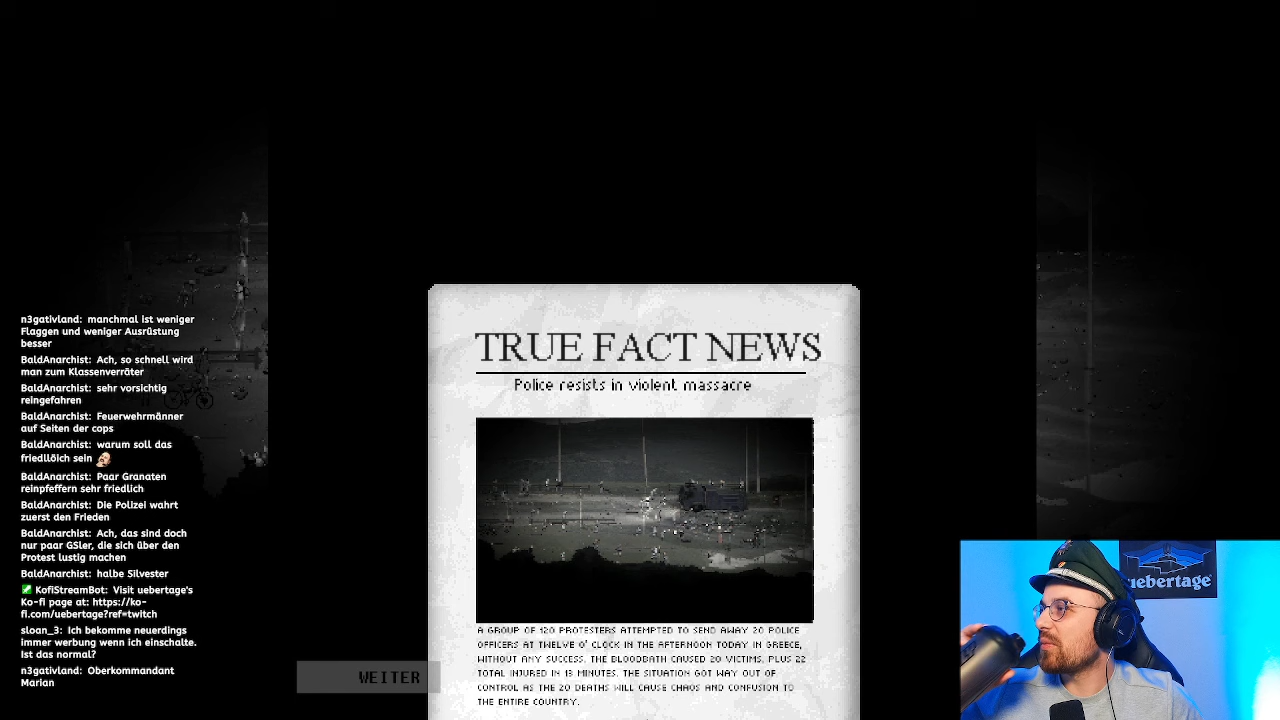 n3gativland: manchmal ist weniger
Flaggen und weniger Ausrüstung
besser
BaldAnarchist: Ach, so schnell wird
man zum Klassenverräter
BaldAnarchist: sehr vorsichtig
reingefahren
BaldAnarchist: Feuerwehrmänner
auf Seiten der cops
BaldAnarchist: warum soll das
friedllöich sein
BaldAnarchist: Paar Granaten
reinpfeffern sehr friedlich
BaldAnarchist: Die Polizei wahrt
zuerst den Frieden
BaldAnarchist: Ach, das sind doch
nur paar GSler, die sich über den
Protest lustig machen
BaldAnarchist: halbe Silvester
KofiStreamBot: Visit uebertage's
Ko-fi page at: https://ko-
fi.com/uebertage?ref=twitch
sloan_3: Ich bekomme neuerdings
immer werbung wenn ich einschalte.
Ist das normal?
n3gativland: Oberkommandant
Marian
WEITER
TRUE FACT NEWS
Police resists in violent massacre
A GROUP OF 120 PROTESTERS ATTEMPTED TO SEND AWAY 20 POLICE
OFFICERS AT TWELVE O' CLOCK IN THE AFTERNOON TODAY IN GREECE,
WITHOUT ANY SUCCESS. THE BLOODBATH CAUSED 20 VICTIMS, PLUS 22
TOTAL INJURED IN 13 MINUTES. THE SITUATION GOT WAY OUT OF
CONTROL AS THE 20 DEATHS WILL CAUSE CHAOS AND CONFUSION TO
THE ENTIRE COUNTRY.
uebertage